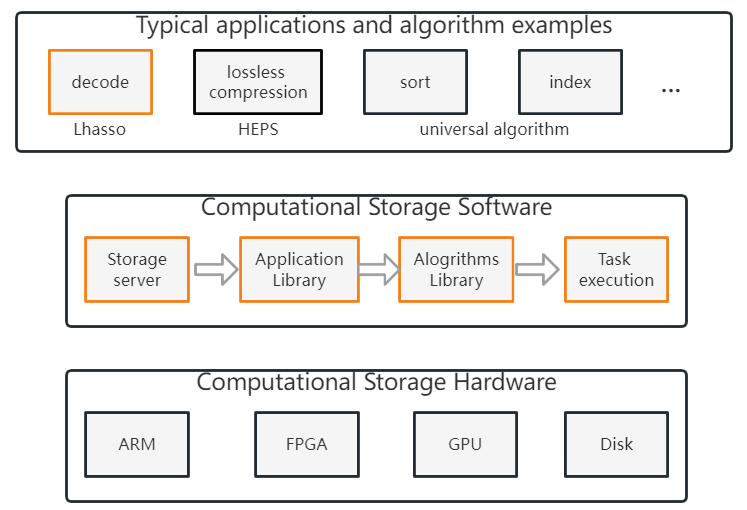 Typical applications and algorithm examples
decode
lossless
compression
sort
index
...
Lhasso
HEPS
universal algorithm
Computational Storage Software
Storage
server
Application
Library
Alogrithms
Library
Task
execution
Computational Storage Hardware
ARM
FPGA
GPU
Disk